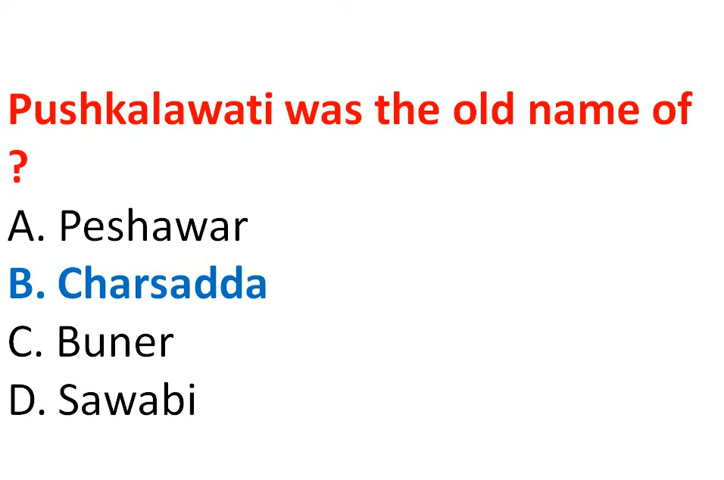 Pushkalawati was the old name of
?
A. Peshawar
B. Charsadda
C. Buner
D. Sawabi